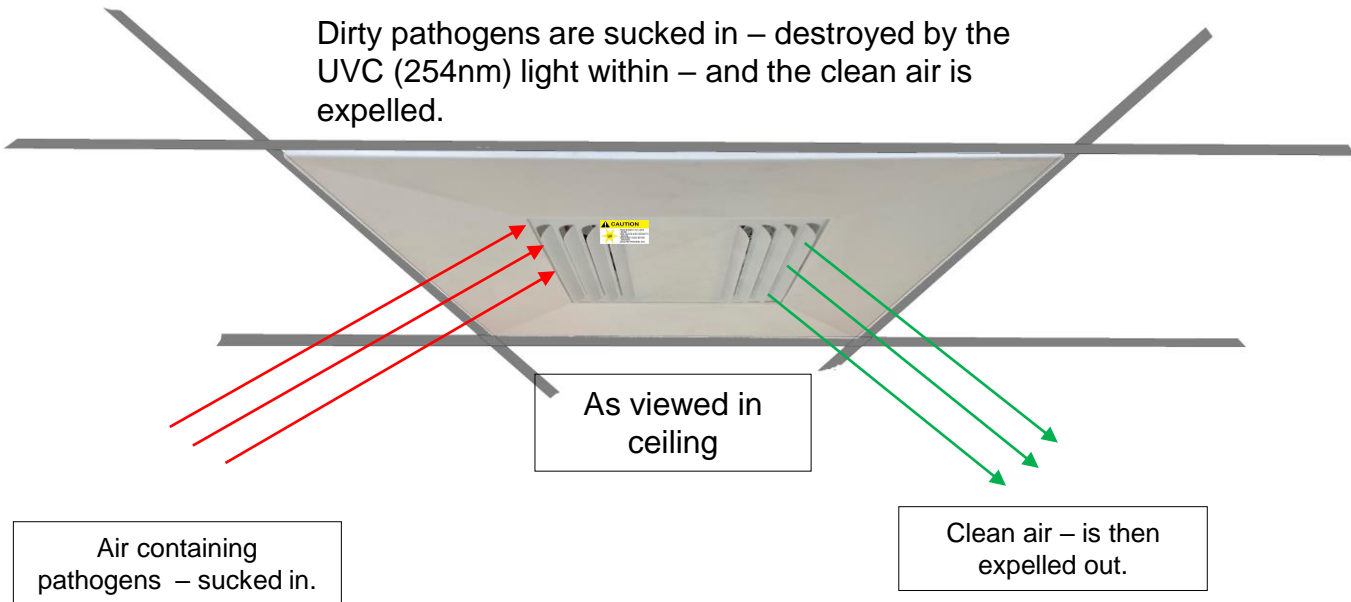 Dirty pathogens are sucked in – destroyed by the
UVC (254nm) light within – and the clean air is
expelled.
CAUTION
As viewed in
ceiling
Air containing
pathogens – sucked in.
Clean air – is then
expelled out.